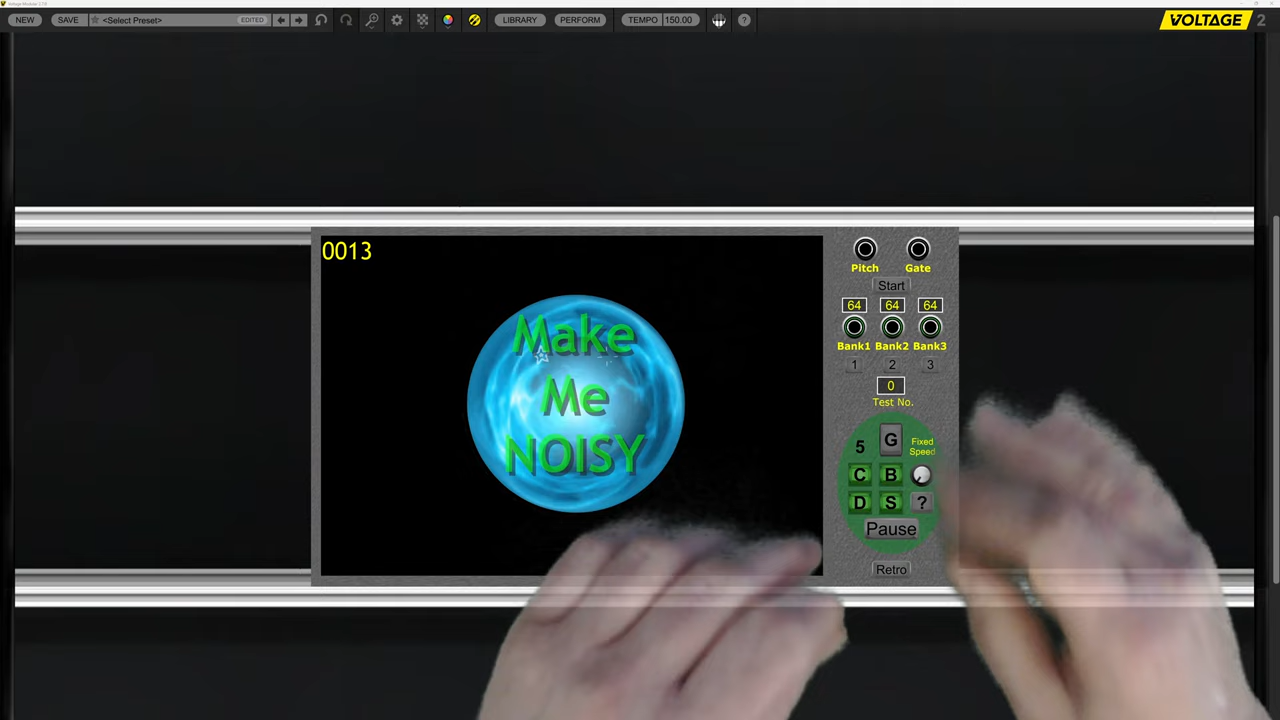 NEW SAVE <Select Preset> EDITED LIBRARY PERFORM TEMPO 150.00 ? VOLTAGE 2
0013
Make
Me
NOISY
Pitch Gate
Start
64 64 64
Bank1 Bank2 Bank3
1 2 3
0
Test No.
5 G Fixed
Speed
C B
D S ?
Pause
Retro